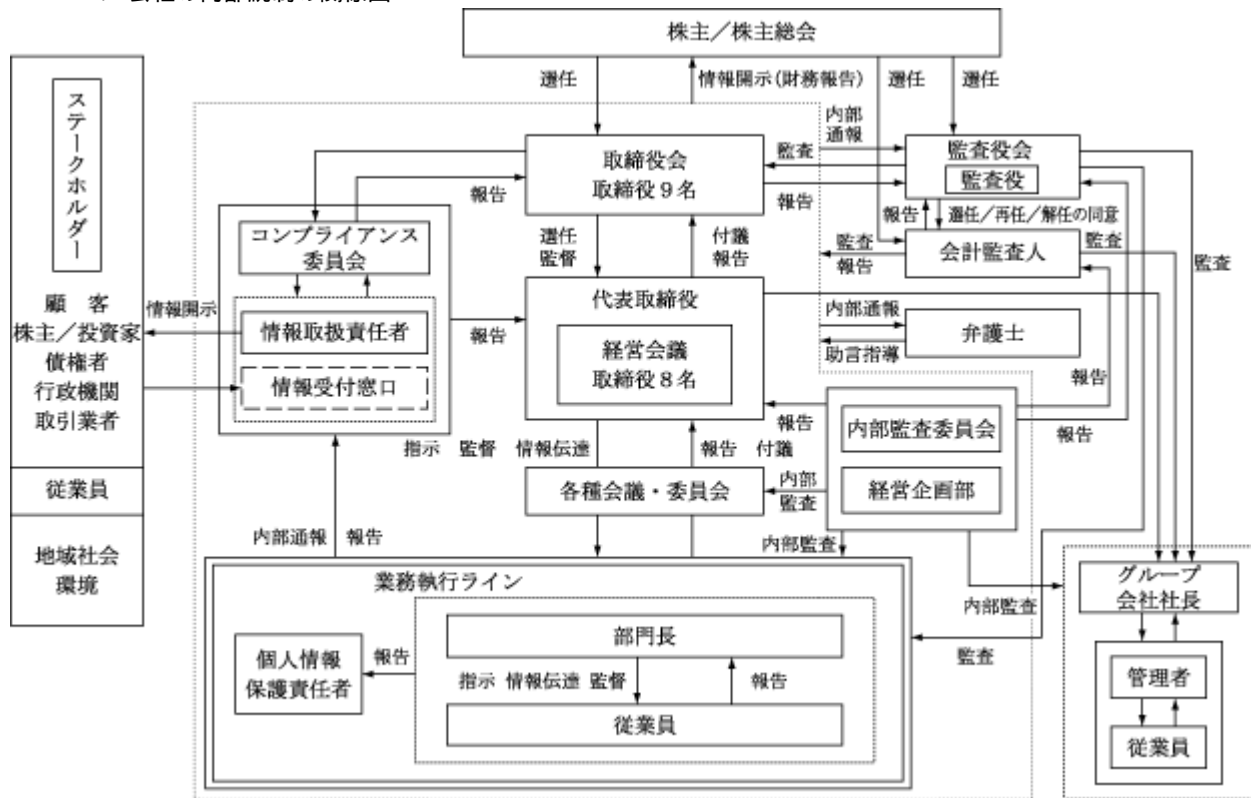 株主／株主総会
選任
情報開示(財務報告)
選任
選任
ステークホルダー
顧　客
株主／投資家
債権者
行政機関
取引業者
従業員
地域社会
環境
情報開示
取締役会
取締役９名
内部
通報
監査
報告
監査役会
監査役
報告
選任／再任／解任の同意
会計監査人
監査
報告
監査
監査
報告
コンプライアンス
委員会
情報取扱責任者
情報受付窓口
報告
選任
監督
付議
報告
代表取締役
経営会議
取締役８名
内部通報
助言指導
弁護士
報告
報告
報告
内部監査委員会
経営企画部
指示　監督　情報伝達
報告　付議
各種会議・委員会
内部
監査
内部通報　報告
内部監査
内部監査
監査
業務執行ライン
個人情報
保護責任者
報告
部門長
指示 情報伝達 監督
報告
従業員
グループ
会社社長
管理者
従業員